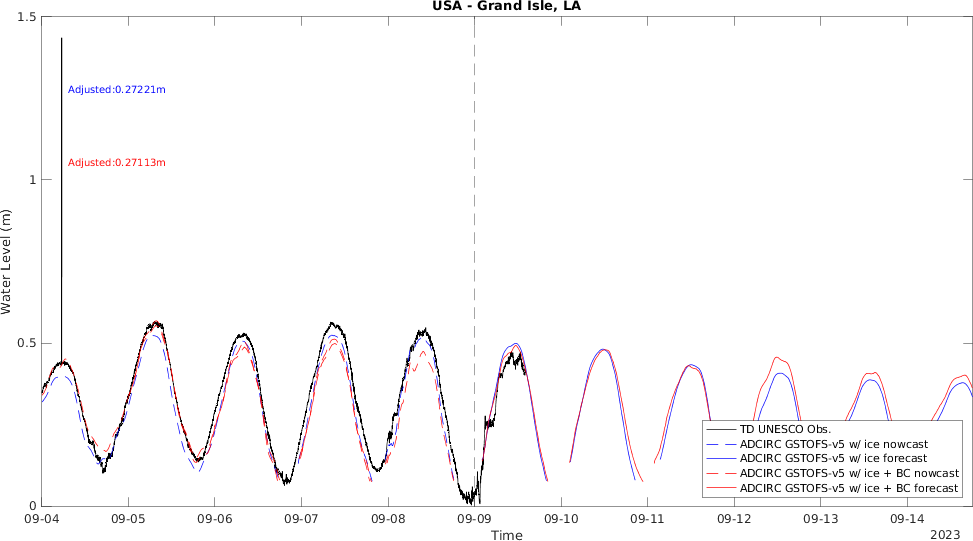 USA - Grand Isle, LA
1.5
Adjusted:0.27221m
Adjusted:0.27113m
1
Water Level (m)
0.5
0
TD UNESCO Obs.
ADCIRC GSTOFS-v5 w/ ice nowcast
ADCIRC GSTOFS-v5 w/ ice forecast
ADCIRC GSTOFS-v5 w/ ice + BC nowcast
ADCIRC GSTOFS-v5 w/ ice + BC forecast
09-04 09-05 09-06 09-07 09-08 09-09 09-10 09-11 09-12 09-13 09-14
Time
2023